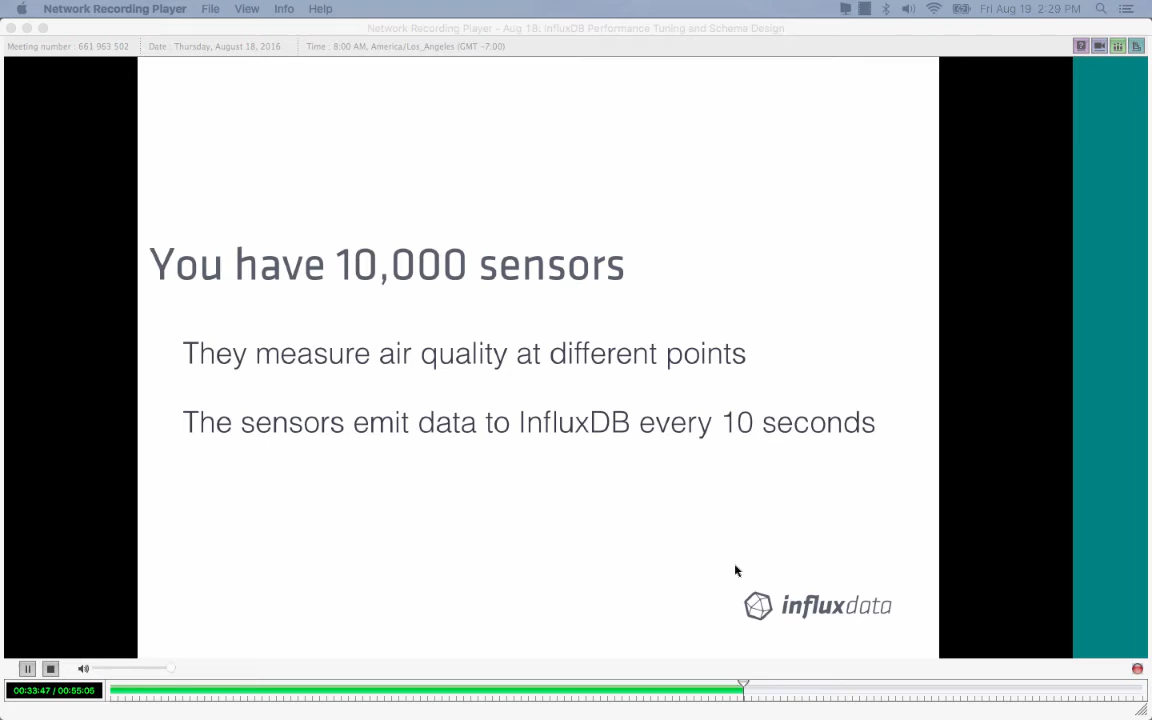 Network Recording Player File View Info Help Fri Aug 19 2:29 PM
Network Recording Player - Aug 18: InfluxDB Performance Tuning and Schema Design
Meeting number : 661 963 502 Date : Thursday, August 18, 2016 Time : 8:00 AM, America/Los_Angeles (GMT -7:00)
You have 10,000 sensors
They measure air quality at different points
The sensors emit data to InfluxDB every 10 seconds
influxdata
00:33:47 / 00:55:05